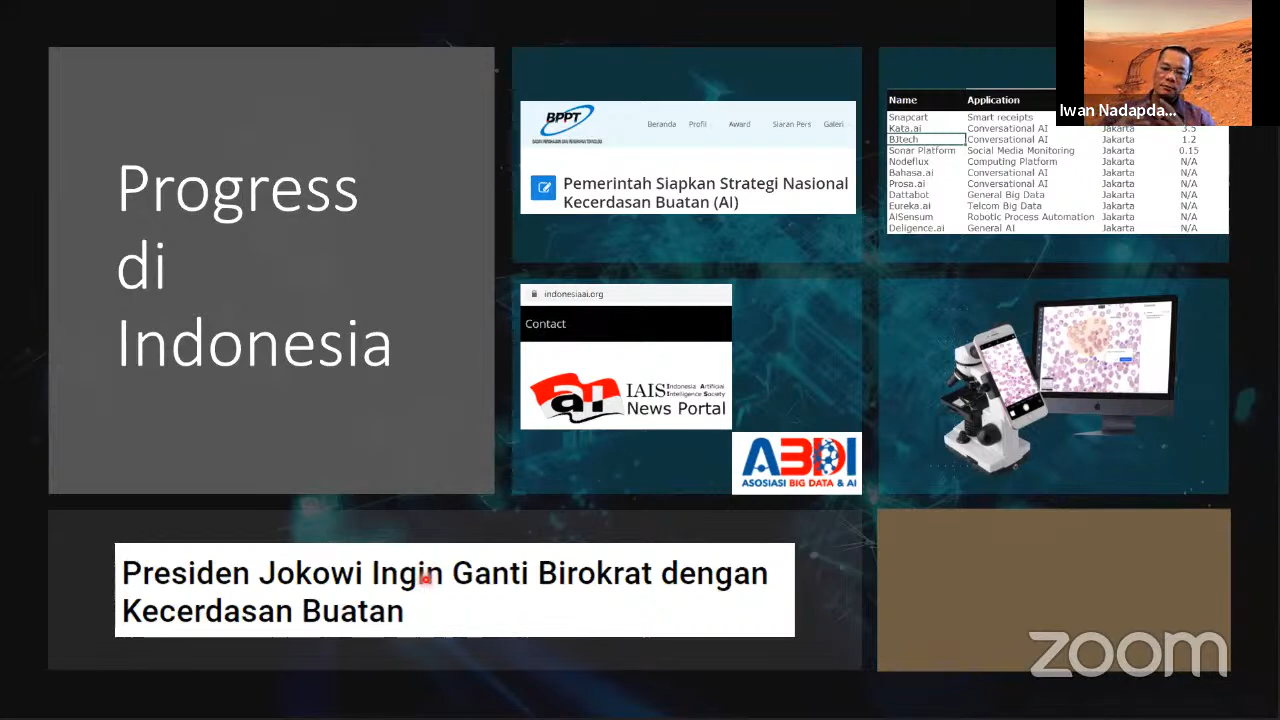 Progress
di
Indonesia
BPPT
Beranda Profil Award Siaran Pers Galeri
Pemerintah Siapkan Strategi Nasional
Kecerdasan Buatan (AI)
Name Application
Snapcart Smart receipts
Kata.ai Conversational AI Jakarta 3.5
BJtech Conversational AI Jakarta 1.2
Sonar Platform Social Media Monitoring Jakarta 0.15
Nodeflux Computing Platform Jakarta N/A
Bahasa.ai Conversational AI Jakarta N/A
Prosa.ai Conversational AI Jakarta N/A
Dattabot General Big Data Jakarta N/A
Eureka.ai Telcom Big Data Jakarta N/A
AISensum Robotic Process Automation Jakarta N/A
Deligence.ai General AI Jakarta N/A
Iwan Nadapda...
indonesiaai.org
Contact
ai IAIS Indonesia Artificial
Intelligence Society
News Portal
ABDI
ASOSIASI BIG DATA & AI
Presiden Jokowi Ingin Ganti Birokrat dengan
Kecerdasan Buatan
zoom